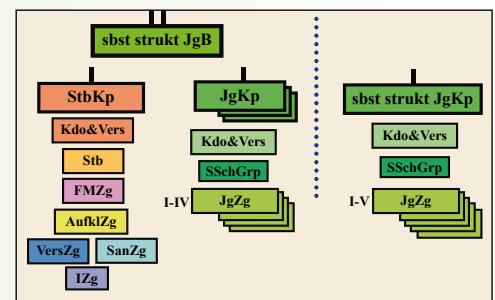 sbst strukt JgB
StbKp
Kdo&Vers
Stb
FMZg
AufklZg
VersZg SanZg
IZg
JgKp
Kdo&Vers
SSchGrp
I-IV JgZg
sbst strukt JgKp
Kdo&Vers
SSchGrp
I-V JgZg